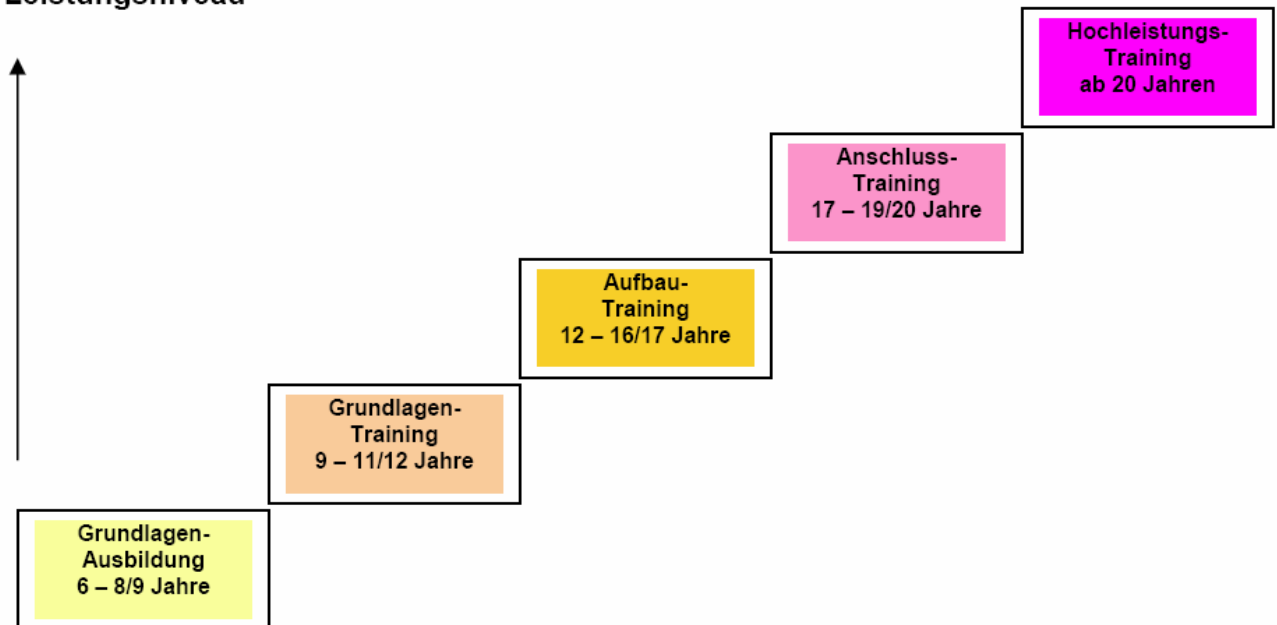 Leistungsniveau
Hochleistungs-
Training
ab 20 Jahren
Anschluss-
Training
17 – 19/20 Jahre
Aufbau-
Training
12 – 16/17 Jahre
Grundlagen-
Training
9 – 11/12 Jahre
Grundlagen-
Ausbildung
6 – 8/9 Jahre